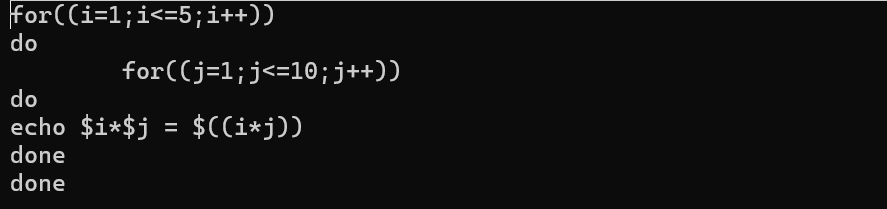 for((i=1;i<=5;i++))
do
        for((j=1;j<=10;j++))
do
echo $i*$j = $((i*j))
done
done